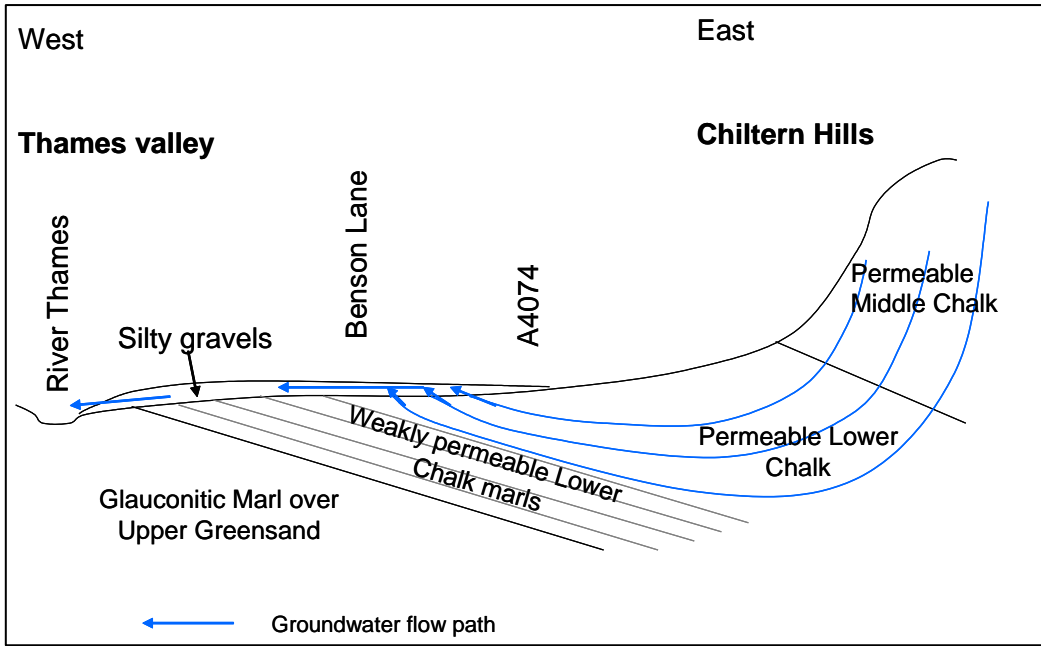 West
East
Thames valley
Chiltern Hills
River Thames
Silty gravels
Benson Lane
A4074
Permeable
Middle Chalk
Permeable Lower
Chalk
Weakly permeable Lower
Chalk marls
Glauconitic Marl over
Upper Greensand
Groundwater flow path